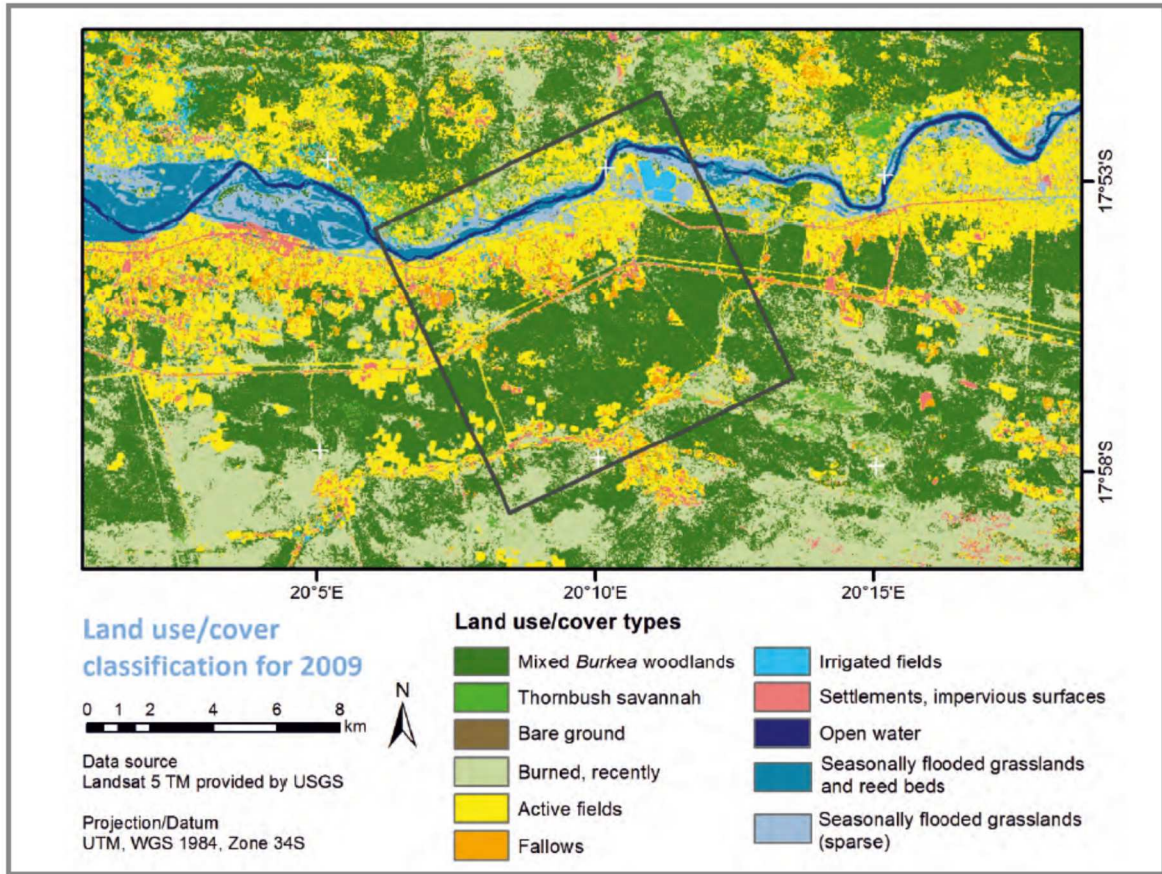 17°53'S
17°58'S
20°5'E
20°10'E
20°15'E
Land use/cover
classification for 2009
0 1 2 4 6 8
km
N
Data source
Landsat 5 TM provided by USGS
Projection/Datum
UTM, WGS 1984, Zone 34S
Land use/cover types
Mixed Burkea woodlands
Thornbush savannah
Bare ground
Burned, recently
Active fields
Fallows
Irrigated fields
Settlements, impervious surfaces
Open water
Seasonally flooded grasslands
and reed beds
Seasonally flooded grasslands
(sparse)